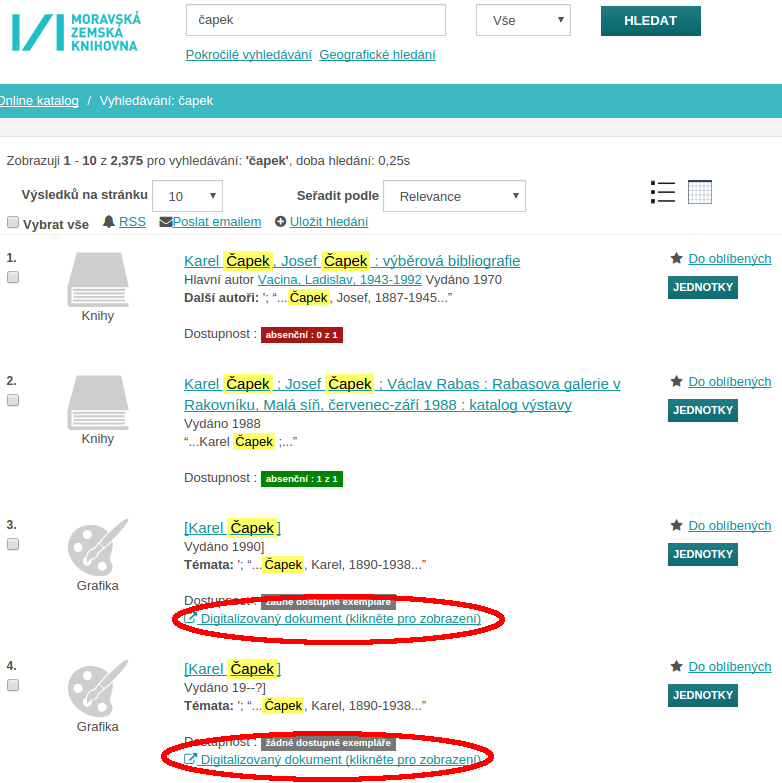 MORAVSKÁ
ZEMSKÁ
KNIHOVNA
čapek
Vše
HLEDAT
Pokročilé vyhledávání Geografické hledání
Online katalog / Vyhledávání: čapek
Zobrazuji 1 - 10 z 2,375 pro vyhledávání: 'čapek', doba hledání: 0,25s
Výsledků na stránku 10 Seřadit podle Relevance
Vybrat vše RSS Poslat emailem Uložit hledání
1. Karel Čapek, Josef Čapek : výběrová bibliografie Do oblíbených
Hlavní autor Vacina, Ladislav, 1943-1992 Vydáno 1970
JEDNOTKY
Další autoři: '; “...Čapek, Josef, 1887-1945...”
Knihy
Dostupnost : absenční : 0 z 1
2. Karel Čapek ; Josef Čapek ; Václav Rabas : Rabasova galerie v Do oblíbených
Rakovníku, Malá síň, červenec-září 1988 : katalog výstavy
JEDNOTKY
Vydáno 1988
“...Karel Čapek ;...”
Knihy
Dostupnost : absenční : 1 z 1
3. [Karel Čapek] Do oblíbených
Vydáno 1990]
JEDNOTKY
Témata: '; “...Čapek, Karel, 1890-1938...”
Grafika
Dostupnost : žádné dostupné exempláře
Digitalizovaný dokument (klikněte pro zobrazení)
4. [Karel Čapek] Do oblíbených
Vydáno 19--?]
JEDNOTKY
Témata: '; “...Čapek, Karel, 1890-1938...”
Grafika
Dostupnost : žádné dostupné exempláře
Digitalizovaný dokument (klikněte pro zobrazení)